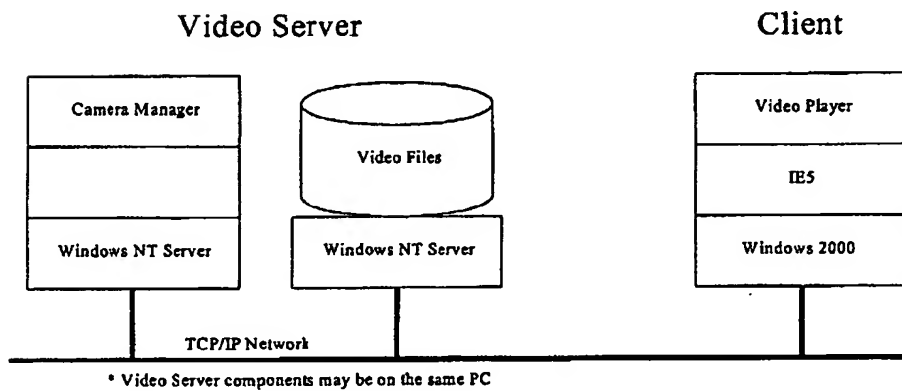 Video Server
Client
Camera Manager
Video Files
Video Player
IE5
Windows NT Server
Windows NT Server
Windows 2000
TCP/IP Network
* Video Server components may be on the same PC